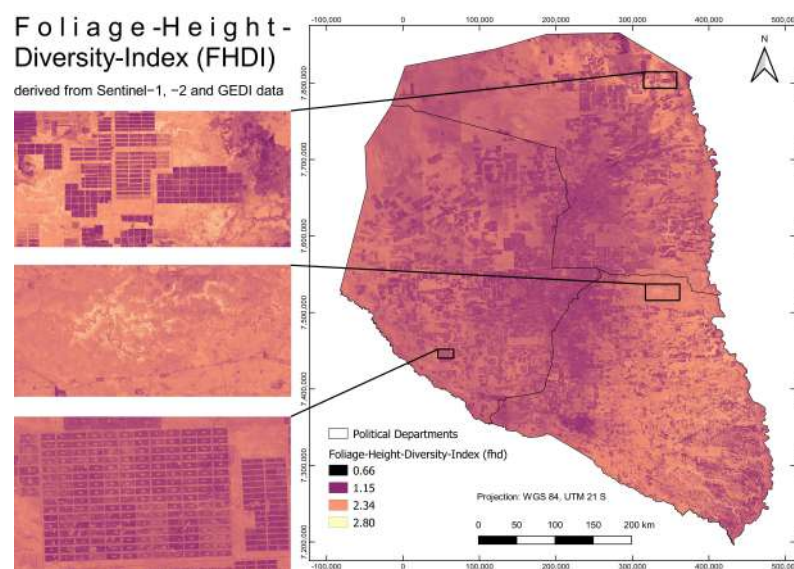 Foliage-Height-
Diversity-Index (FHDI)
derived from Sentinel−1, −2 and GEDI data
-100,000 0 100,000 200,000 300,000 400,000 500,000
N
7,800,000
7,700,000
7,600,000
7,500,000
7,400,000
7,300,000
7,200,000
Political Departments
Foliage-Height-Diversity-Index (fhd)
0.66
1.15
2.34
2.80
Projection: WGS 84, UTM 21 S
0 50 100 150 200 km
-100,000 0 100,000 200,000 300,000 400,000 500,000